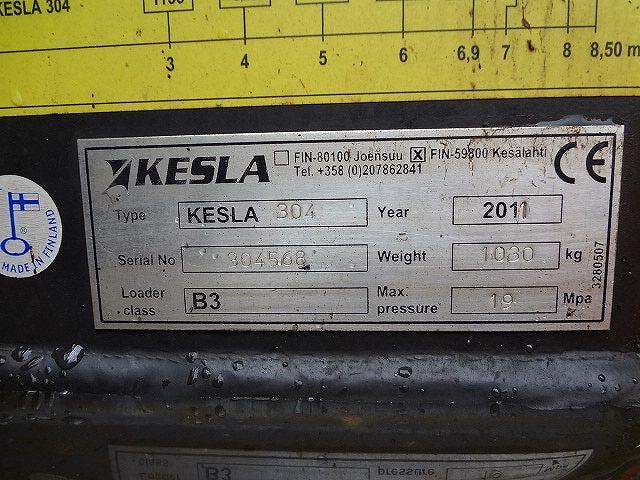 KESLA 304
3 4 5 6 6,9 7 8 8,50 m
KESLA FIN-80100 Joensuu X FIN-59800 Kesälahti
Tel. +358 (0)207862841
CE
Type KESLA 304 Year 2011
Serial No 304568 Weight 1030 kg
Loader class B3 Max. pressure 19 Mpa
3280507
MADE IN FINLAND
class
B3
pressure